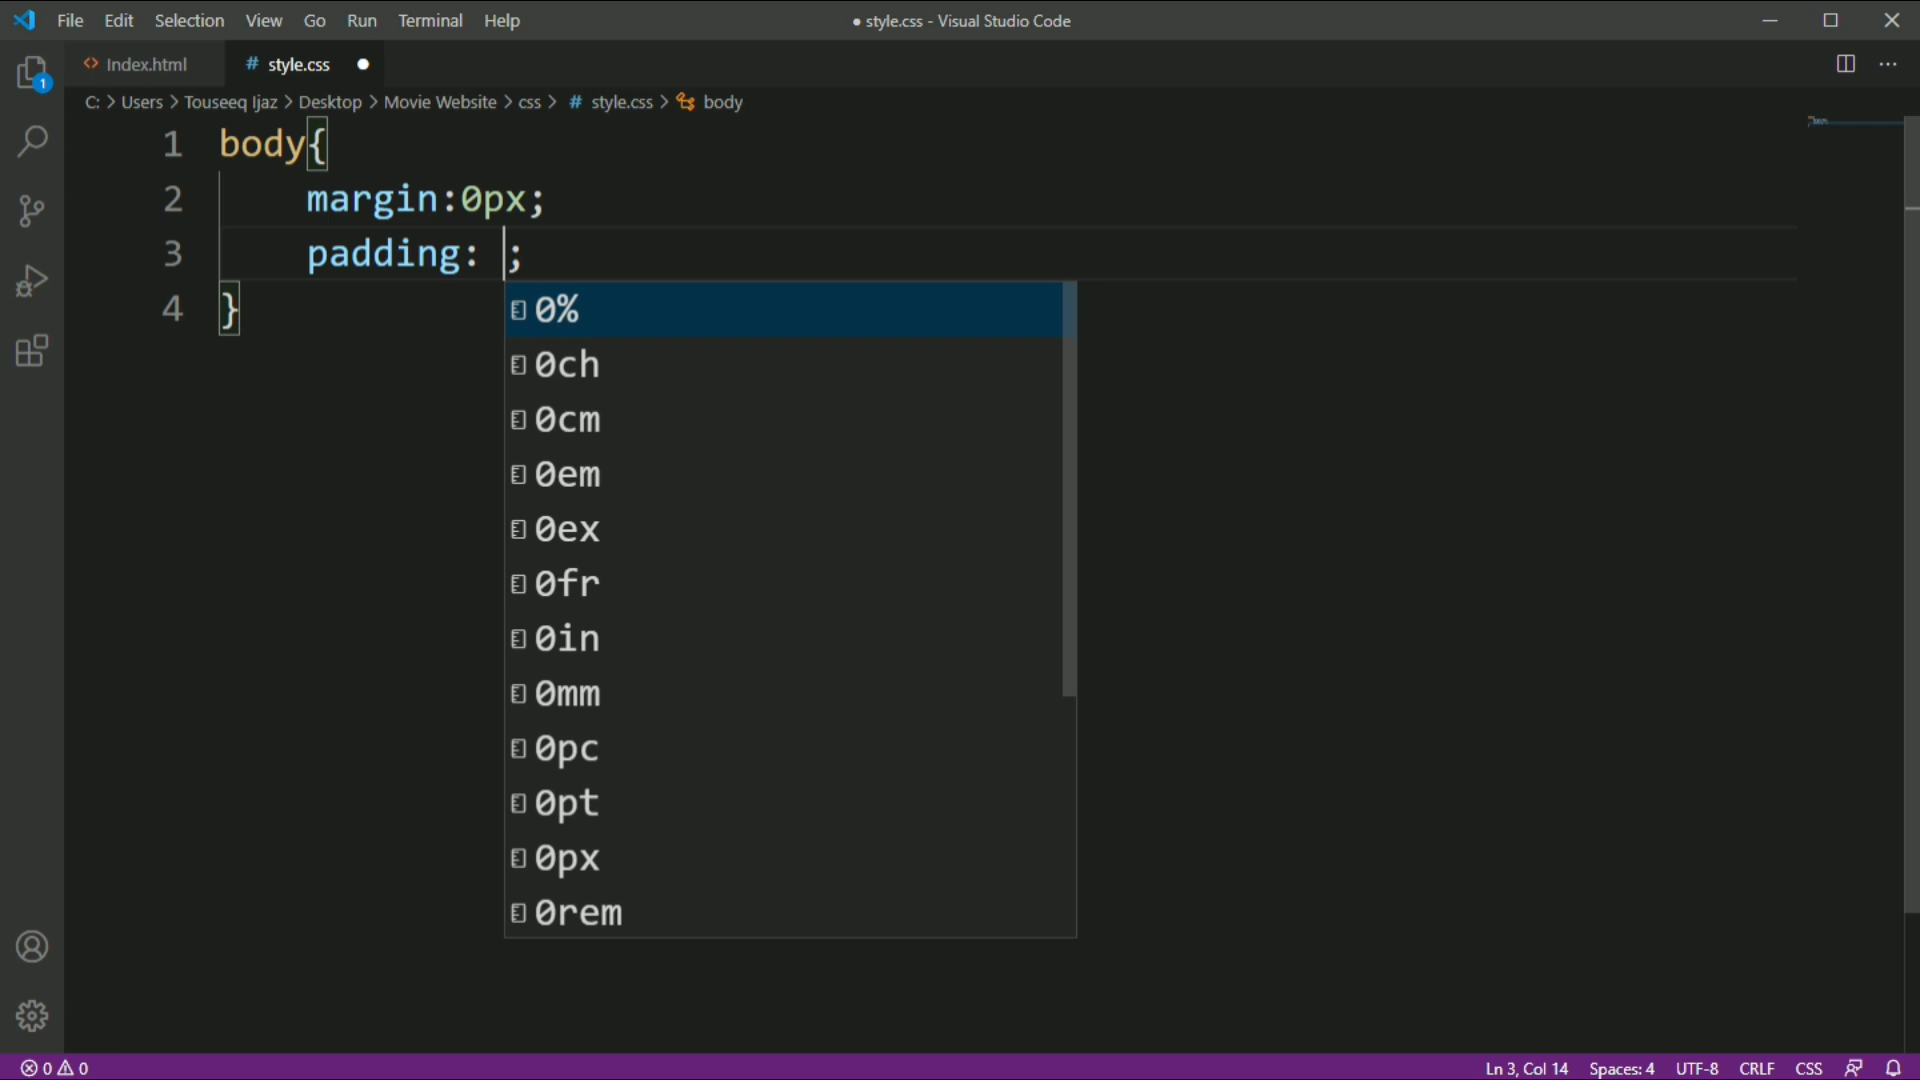 File Edit Selection View Go Run Terminal Help
● style.css - Visual Studio Code
1
<> Index.html
# style.css ●
C: > Users > Touseeq Ijaz > Desktop > Movie Website > css > # style.css > body
1 body{
2 margin:0px;
3 padding: ;
4 }
0%
0ch
0cm
0em
0ex
0fr
0in
0mm
0pc
0pt
0px
0rem
0 0
Ln 3, Col 14 Spaces: 4 UTF-8 CRLF CSS